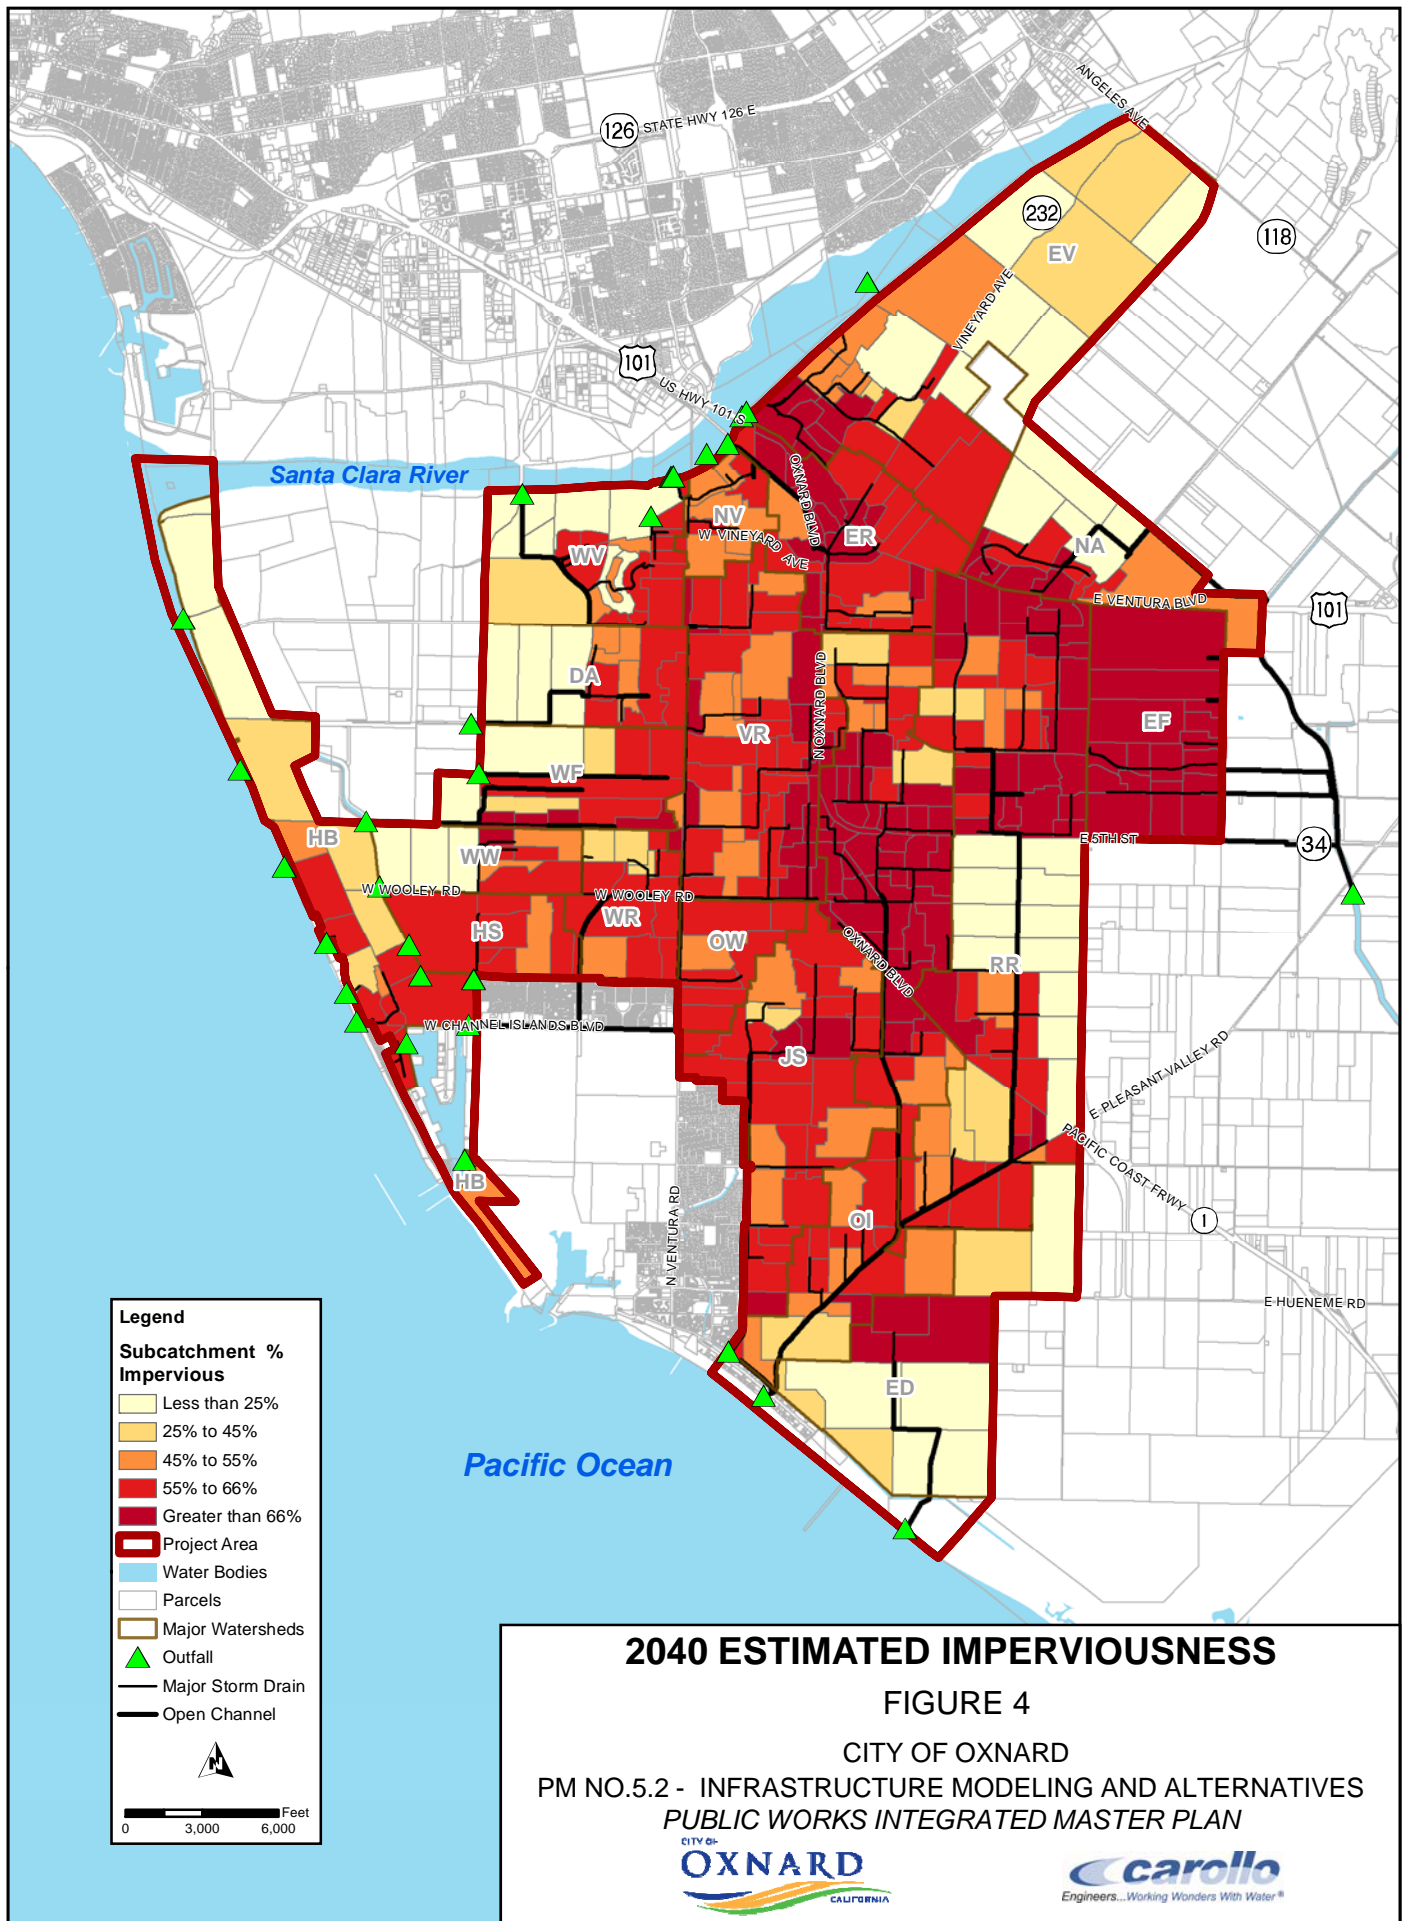 ANGELES AVE
126
STATE HWY 126 E
232
118
EV
VINEYARD AVE
101
US HWY 101 S
Santa Clara River
OXNARD BLVD
NV
W VINEYARD AVE
ER
WV
NA
E VENTURA BLVD
101
DA
N OXNARD BLVD
VR
EF
WF
HB
WW
E 5TH ST
34
W WOOLEY RD
W WOOLEY RD
HS
WR
OW
OXNARD BLVD
RR
W CHANNEL ISLANDS BLVD
JS
E PLEASANT VALLEY RD
PACIFIC COAST FRWY
1
HB
N VENTURA RD
OI
E HUENEME RD
ED
Pacific Ocean
Legend
Subcatchment %
Impervious
Less than 25%
25% to 45%
45% to 55%
55% to 66%
Greater than 66%
Project Area
Water Bodies
Parcels
Major Watersheds
Outfall
Major Storm Drain
Open Channel
N
Feet
0 3,000 6,000
2040 ESTIMATED IMPERVIOUSNESS
FIGURE 4
CITY OF OXNARD
PM NO.5.2 - INFRASTRUCTURE MODELING AND ALTERNATIVES
PUBLIC WORKS INTEGRATED MASTER PLAN
CITY OF
OXNARD
CALIFORNIA
carollo
Engineers...Working Wonders With Water®